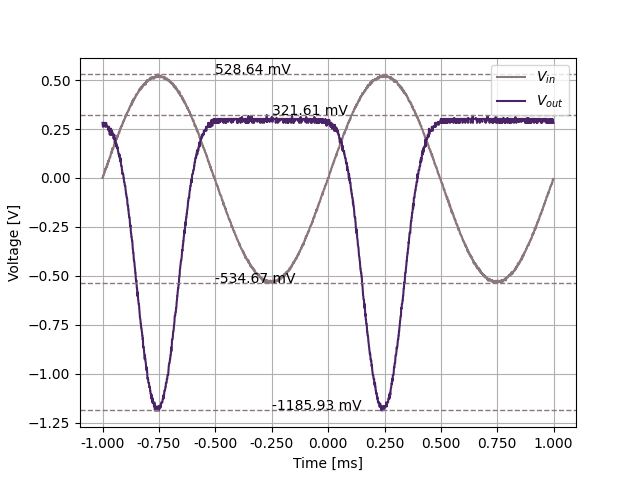 528.64 mV
321.61 mV
-534.67 mV
-1185.93 mV
V_in
V_out
Voltage [V]
0.50
0.25
0.00
−0.25
−0.50
−0.75
−1.00
−1.25
-1.000 -0.750 -0.500 -0.250 0.000 0.250 0.500 0.750 1.000
Time [ms]